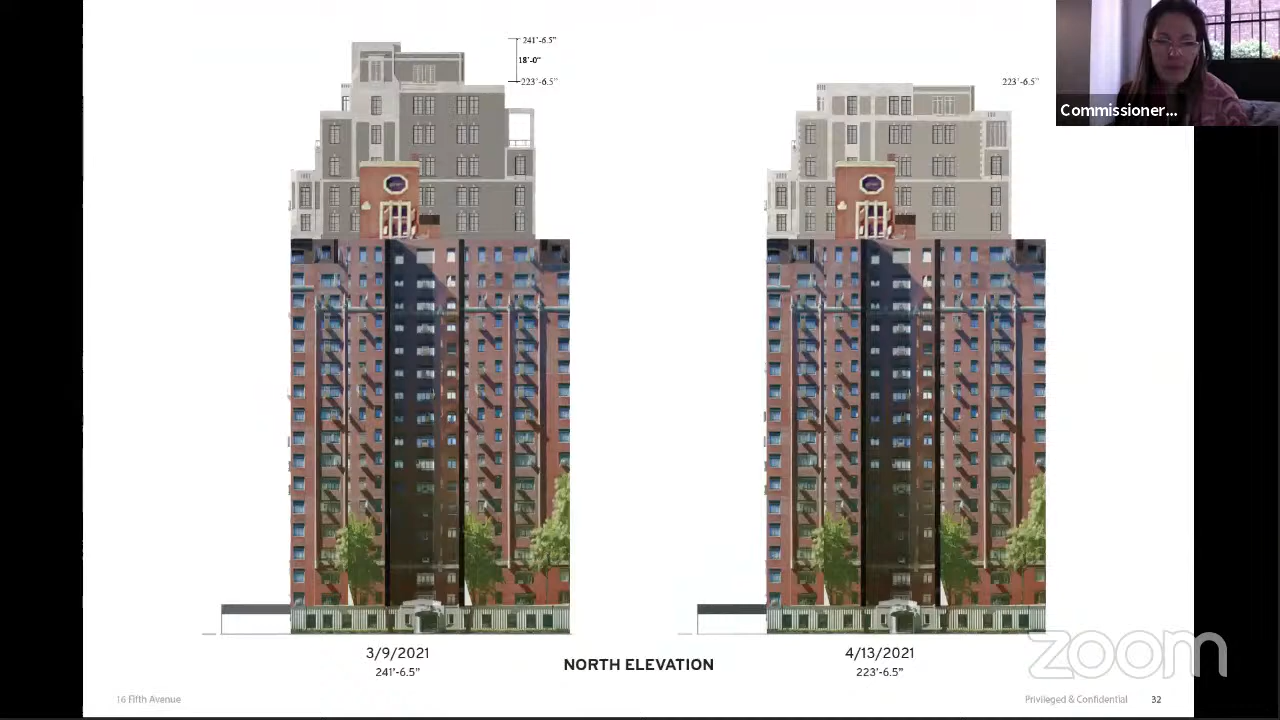 241'-6.5"
18'-0"
223'-6.5"
223'-6.5"
Commissioner...
3/9/2021
241'-6.5"
NORTH ELEVATION
4/13/2021
223'-6.5"
zoom
16 Fifth Avenue
Privileged & Confidential
32